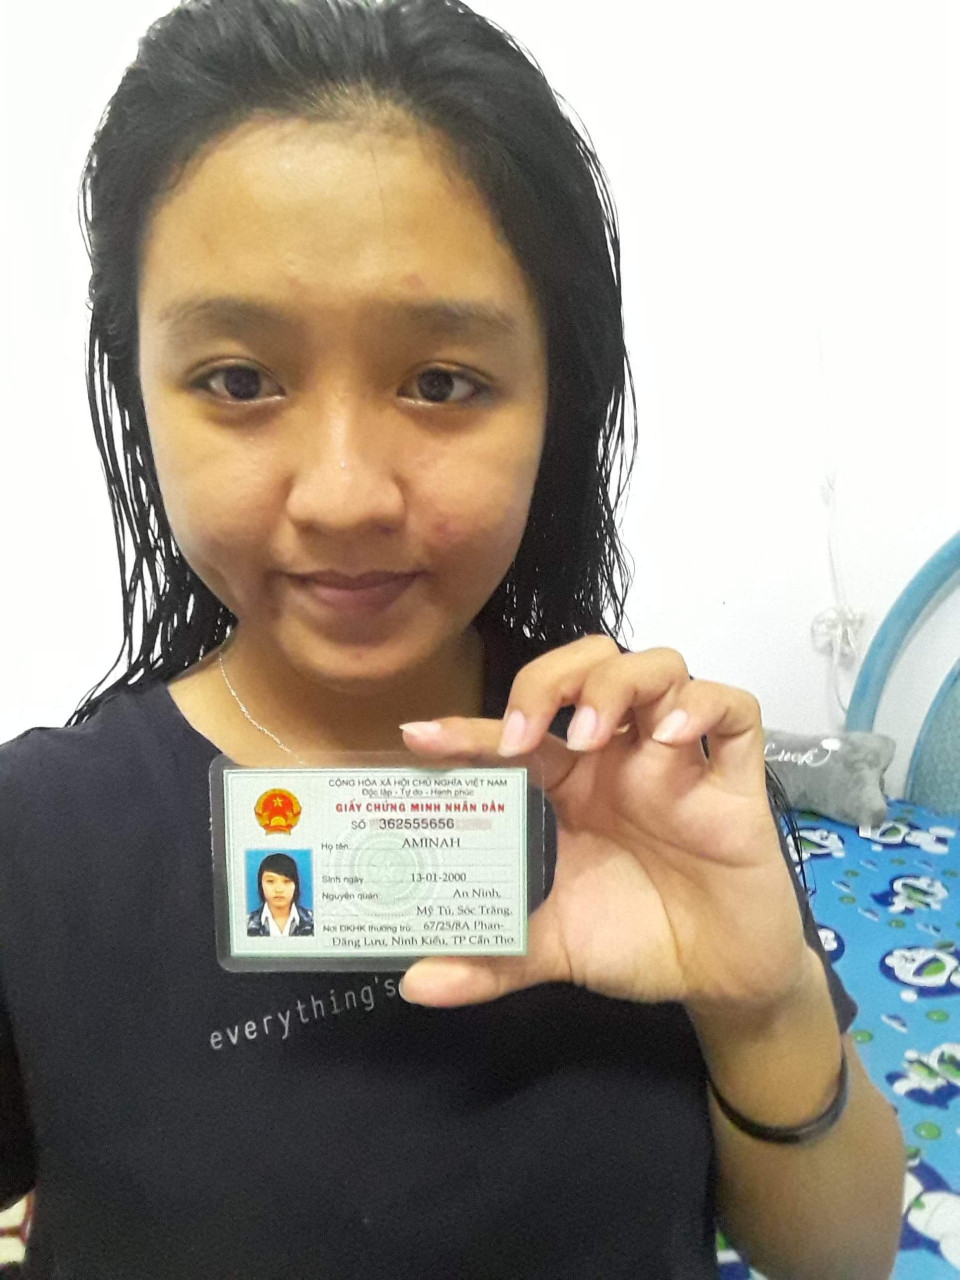 CỘNG HÒA XÃ HỘI CHỦ NGHĨA VIỆT NAM
Độc lập - Tự do - Hạnh phúc
GIẤY CHỨNG MINH NHÂN DÂN
SỐ 362555656
Họ tên: AMINAH
Sinh ngày: 13-01-2000
Nguyên quán: An Ninh,
Mỹ Tú, Sóc Trăng.
Nơi ĐKHK thường trú: 67/25/8A Phan-
Đăng Lưu, Ninh Kiều, TP Cần Thơ.
everything's
Luck